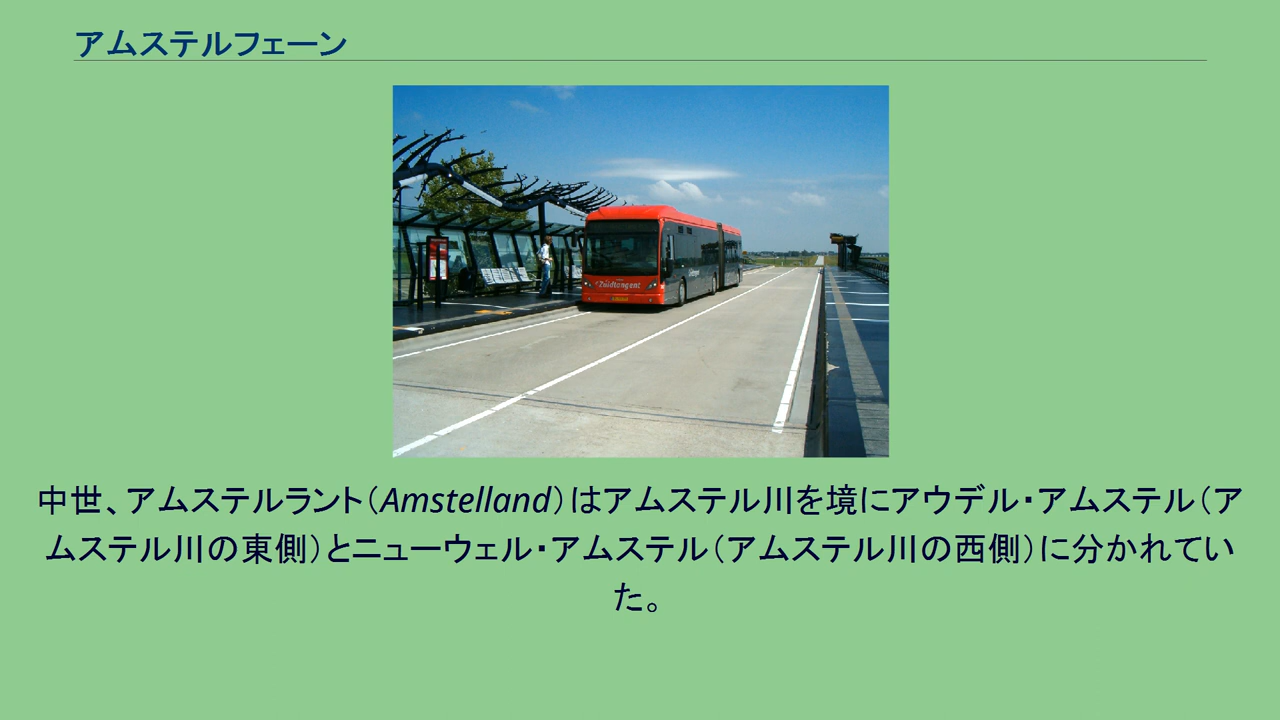 アムステルフェーン
Zuidtangent
中世、アムステルラント（Amstelland）はアムステル川を境にアウデル・アムステル（ア
ムステル川の東側）とニューウェル・アムステル（アムステル川の西側）に分かれてい
た。